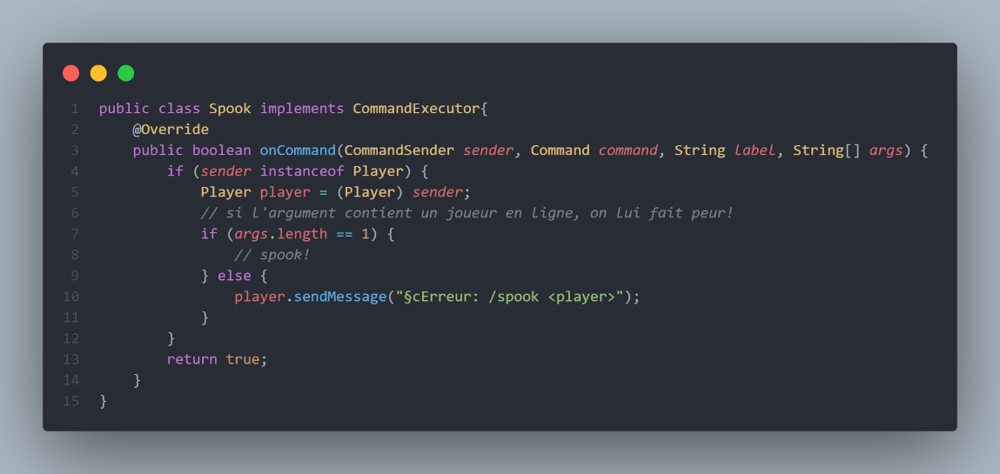 1 public class Spook implements CommandExecutor{
2     @Override
3     public boolean onCommand(CommandSender sender, Command command, String label, String[] args) {
4         if (sender instanceof Player) {
5             Player player = (Player) sender;
6             // si l'argument contient un joueur en ligne, on lui fait peur!
7             if (args.length == 1) {
8                 // spook!
9             } else {
10                 player.sendMessage("§cErreur: /spook <player>");
11             }
12         }
13         return true;
14     }
15 }